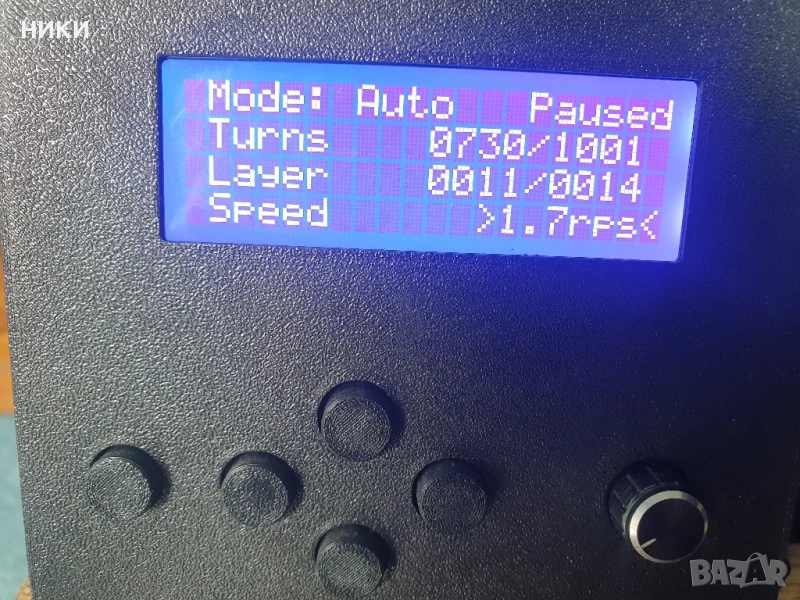 НИКИ
Mode: Auto Paused
Turns 0730/1001
Layer 0011/0014
Speed >1.7rps<
BAZAR